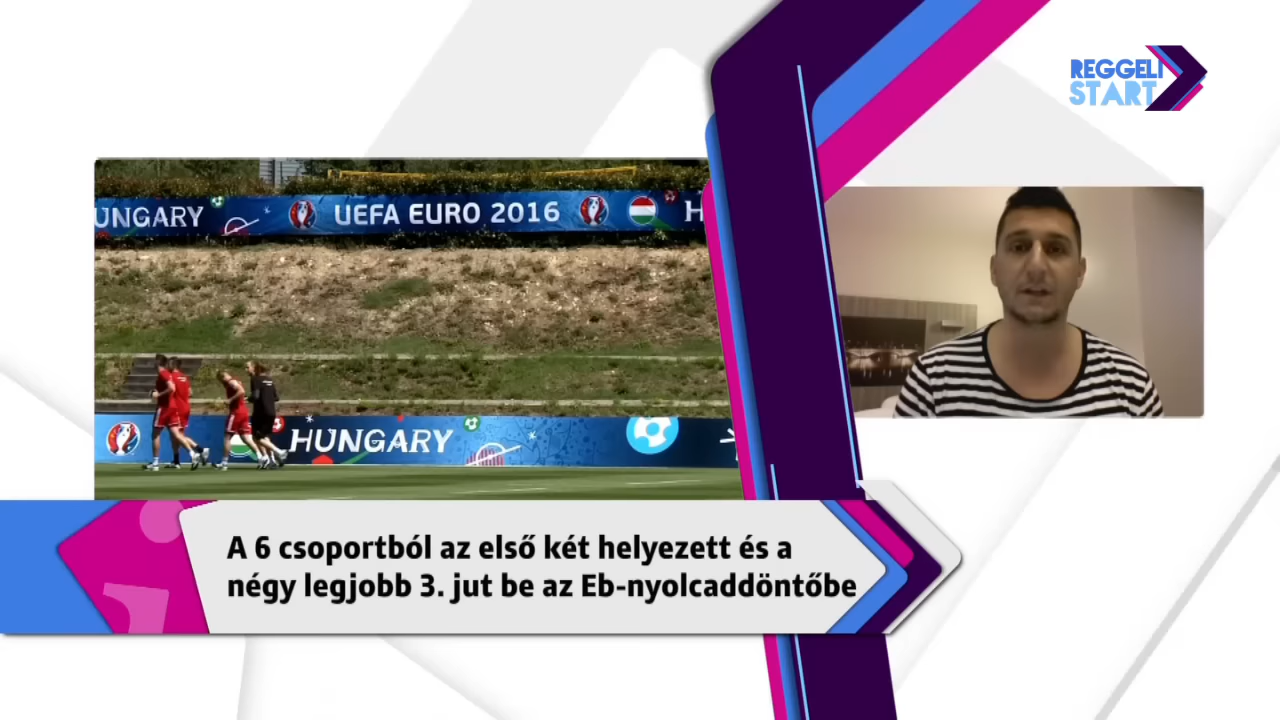 REGGELI
START
UNGARY
UEFA EURO 2016
H
HUNGARY
A 6 csoportból az első két helyezett és a
négy legjobb 3. jut be az Eb-nyolcaddöntőbe